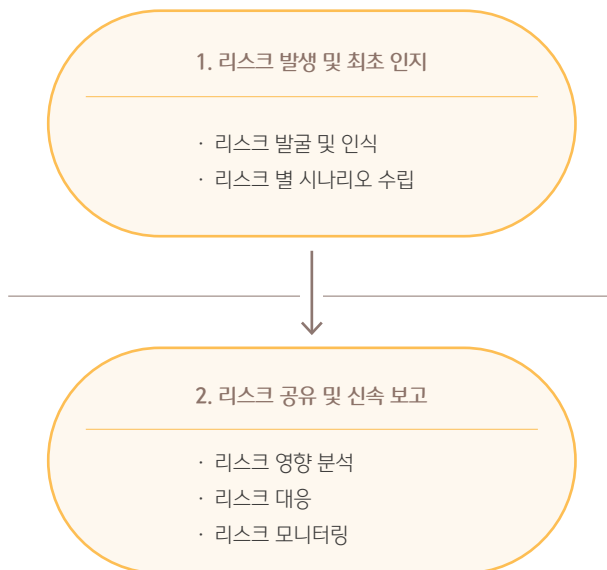 1. 리스크 발생 및 최초 인지
· 리스크 발굴 및 인식
· 리스크 별 시나리오 수립
2. 리스크 공유 및 신속 보고
· 리스크 영향 분석
· 리스크 대응
· 리스크 모니터링